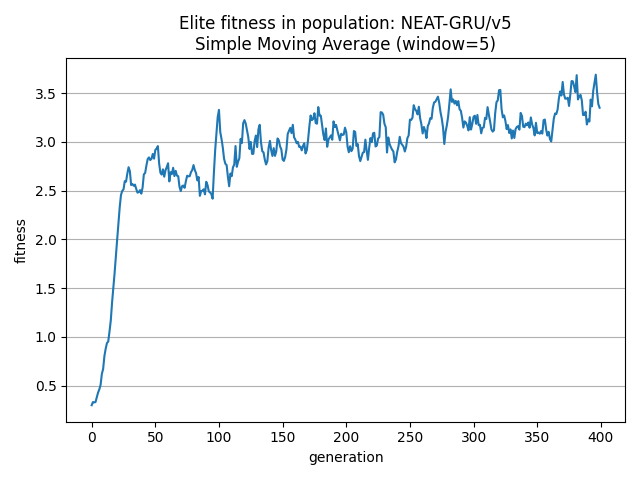 Elite fitness in population: NEAT-GRU/v5
Simple Moving Average (window=5)
3.5
3.0
2.5
2.0
1.5
1.0
0.5
fitness
0 50 100 150 200 250 300 350 400
generation